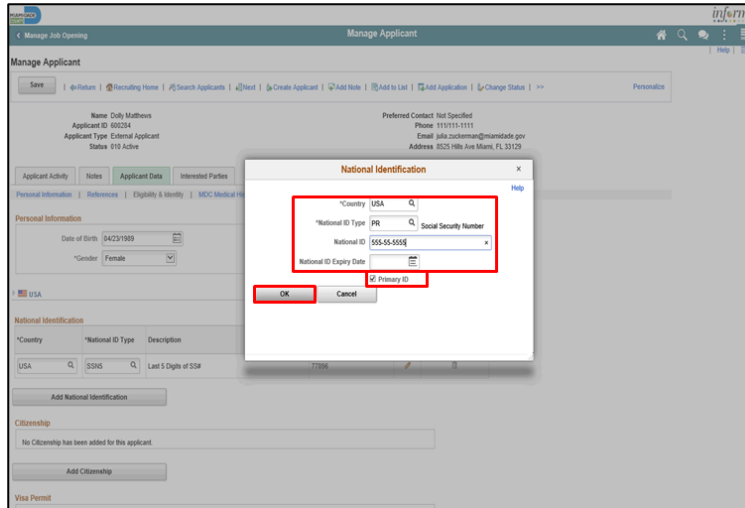 MIAMI-DADE
COUNTY
inform
Manage Job Opening
Manage Applicant
Help
Manage Applicant
Save | Return | Recruiting Home | Search Applicants | Next | Create Applicant | Add Note | Add to List | Add Application | Change Status | >> Personalize
Name Dolly Matthews
Preferred Contact Not Specified
Applicant ID 600284
Phone 111/111-1111
Applicant Type External Applicant
Email julia.zuckerman@miamidade.gov
Status 010 Active
Address 8525 Hills Ave Miami, FL 33129
Applicant Activity Notes Applicant Data Interested Parties
Personal Information | References | Eligibility & Identity | MDC Medical
Personal Information
Date of Birth 04/23/1989
*Gender Female
USA
National Identification
*Country *National ID Type Description
USA SSN5 Last 5 Digits of SS# 77896
Add National Identification
Citizenship
No Citizenship has been added for this applicant.
Add Citizenship
Visa Permit
National Identification x
Help
*Country USA
*National ID Type PR Social Security Number
National ID 555-55-5555 x
National ID Expiry Date
Primary ID
OK Cancel